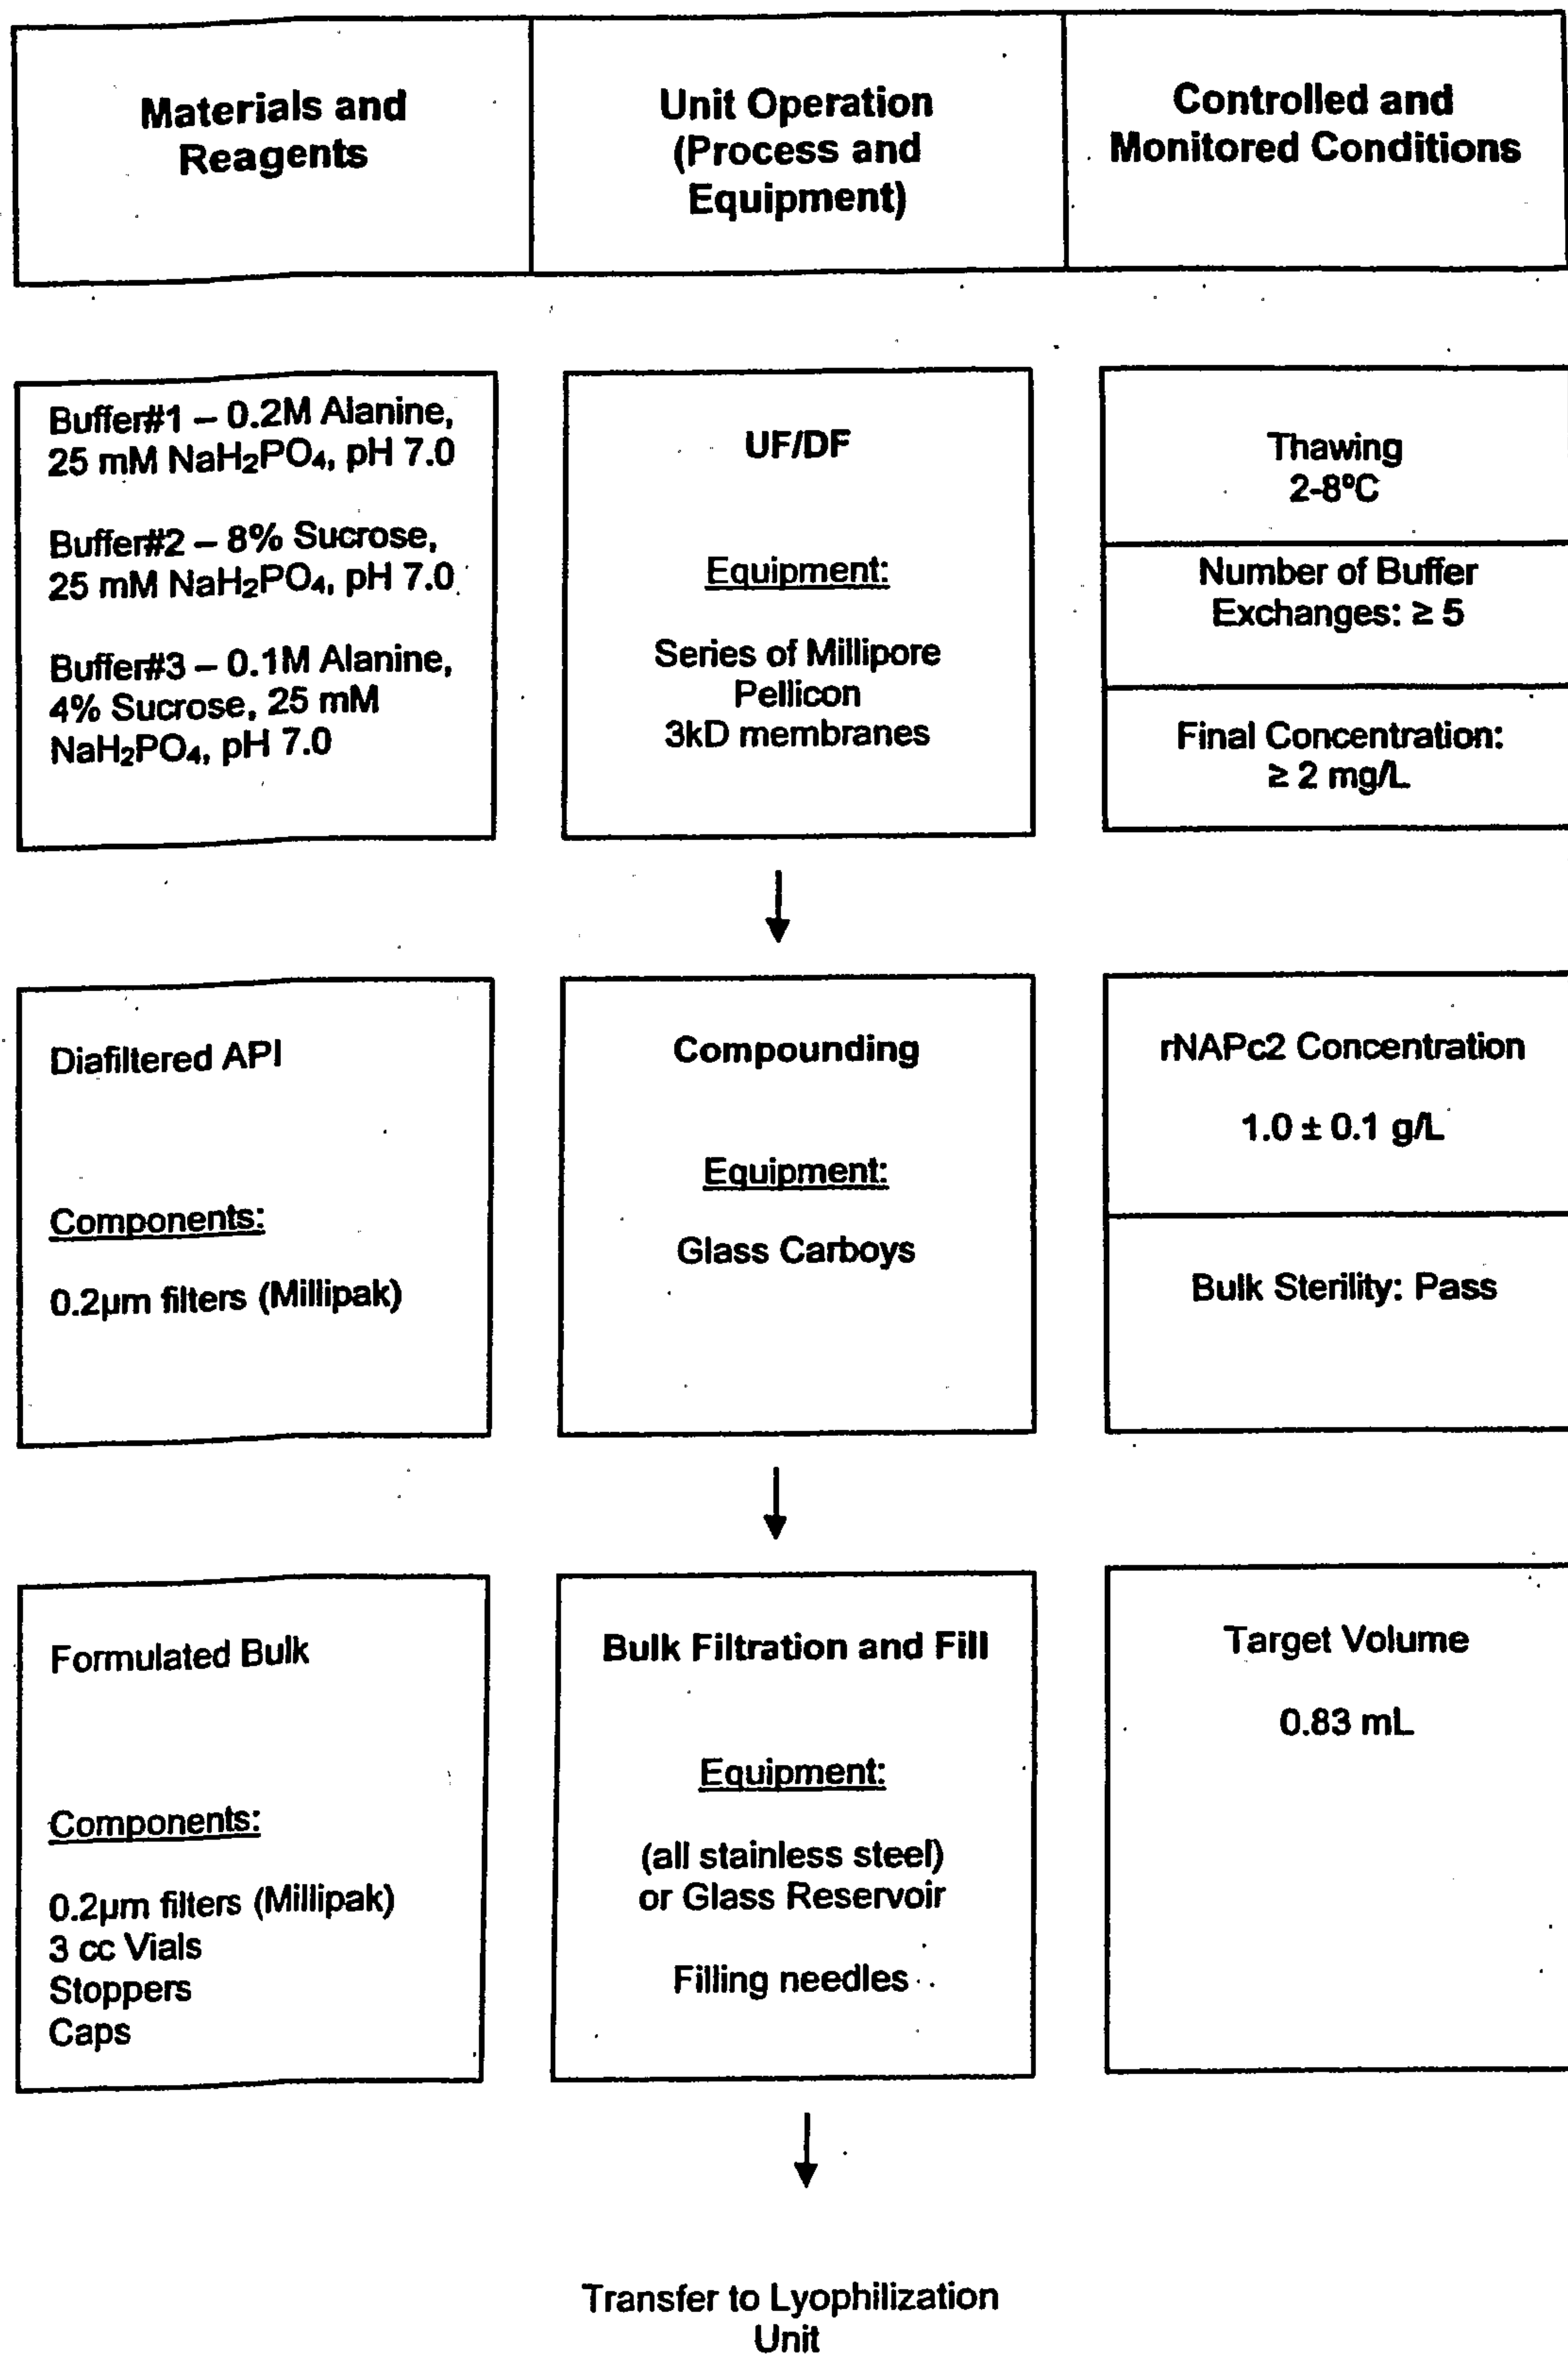 Materials and
Reagents
Unit Operation
(Process and
Equipment)
Controlled and
Monitored Conditions
Buffer#1 – 0.2M Alanine,
25 mM NaH₂PO₄, pH 7.0
Buffer#2 – 8% Sucrose,
25 mM NaH₂PO₄, pH 7.0
Buffer#3 – 0.1M Alanine,
4% Sucrose, 25 mM
NaH₂PO₄, pH 7.0
UF/DF
Equipment:
Series of Millipore
Pellicon
3kD membranes
Thawing
2-8ºC
Number of Buffer
Exchanges: ≥ 5
Final Concentration:
≥ 2 mg/L
Diafiltered API
Components:
0.2µm filters (Millipak)
Compounding
Equipment:
Glass Carboys
rNAPc2 Concentration
1.0 ± 0.1 g/L
Bulk Sterility: Pass
Formulated Bulk
Components:
0.2µm filters (Millipak)
3 cc Vials
Stoppers
Caps
Bulk Filtration and Fill
Equipment:
(all stainless steel)
or Glass Reservoir
Filling needles
Target Volume
0.83 mL
Transfer to Lyophilization
Unit